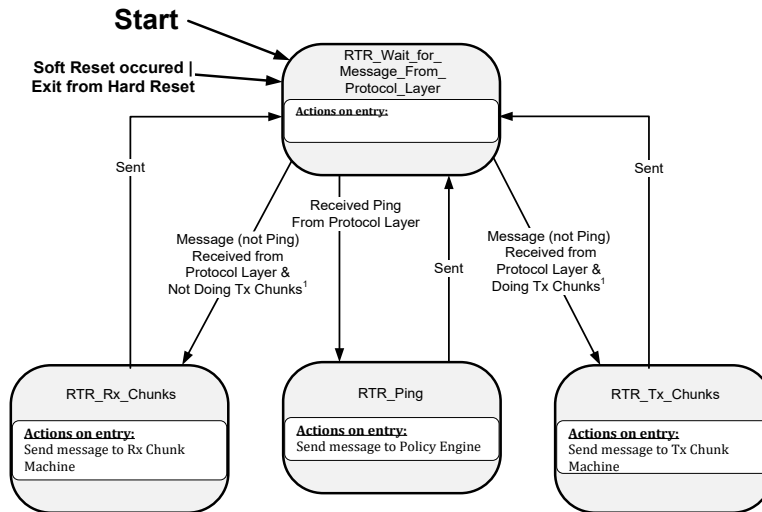 Start
Soft Reset occured |
Exit from Hard Reset
RTR_Wait_for_
Message_From_
Protocol_Layer
Actions on entry:
Sent
Received Ping
From Protocol Layer
Sent
Message (not Ping)
Received from
Protocol Layer &
Not Doing Tx Chunks1
Sent
Message (not Ping)
Received from
Protocol Layer &
Doing Tx Chunks1
RTR_Rx_Chunks
Actions on entry:
Send message to Rx Chunk
Machine
RTR_Ping
Actions on entry:
Send message to Policy Engine
RTR_Tx_Chunks
Actions on entry:
Send message to Tx Chunk
Machine